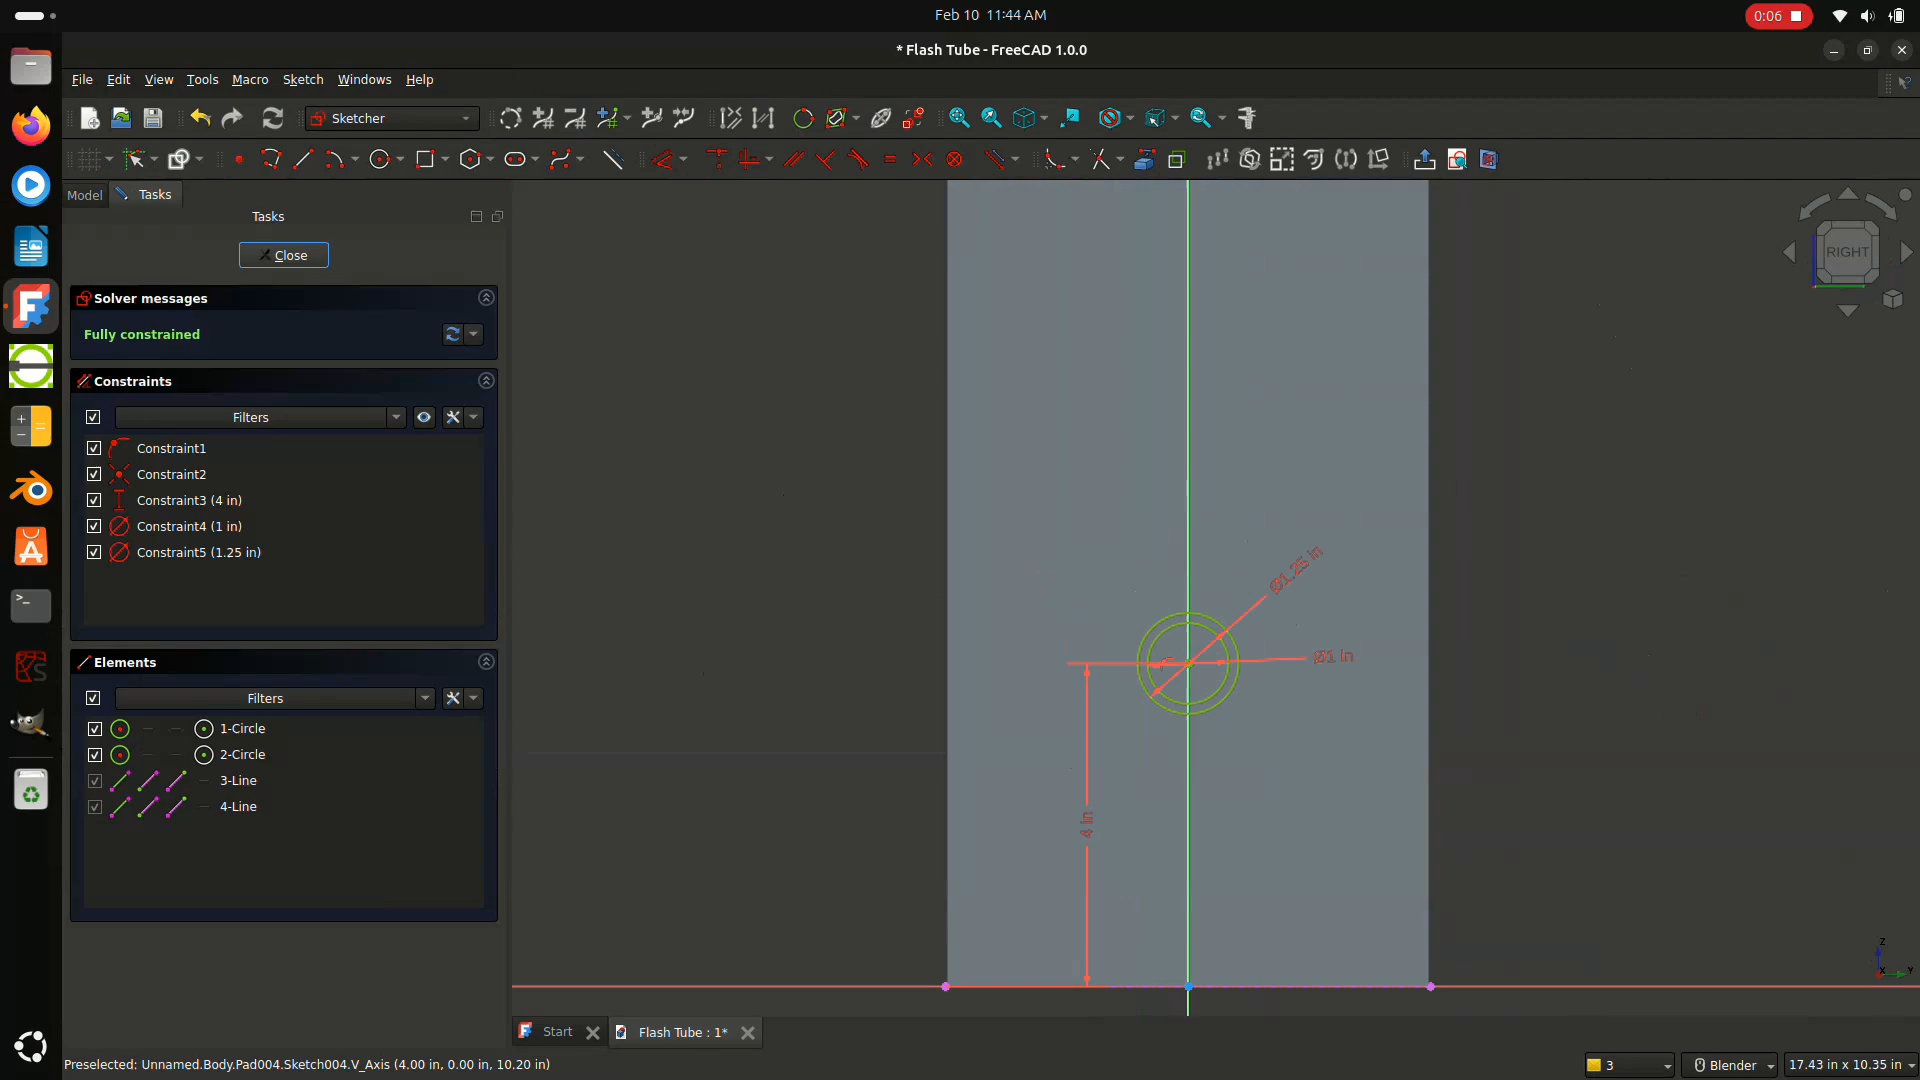 Feb 10 11:44 AM
0:06
* Flash Tube - FreeCAD 1.0.0
File Edit View Tools Macro Sketch Windows Help
Sketcher
Model Tasks
Tasks
Close
Solver messages
Fully constrained
Constraints
Filters
Constraint1
Constraint2
Constraint3 (4 in)
Constraint4 (1 in)
Constraint5 (1.25 in)
Elements
Filters
1-Circle
2-Circle
3-Line
4-Line
RIGHT
Ø1.25 in
Ø1 in
4 in
Z
X
Y
Start
Flash Tube : 1*
Preselected: Unnamed.Body.Pad004.Sketch004.V_Axis (4.00 in, 0.00 in, 10.20 in)
3
Blender
17.43 in x 10.35 in